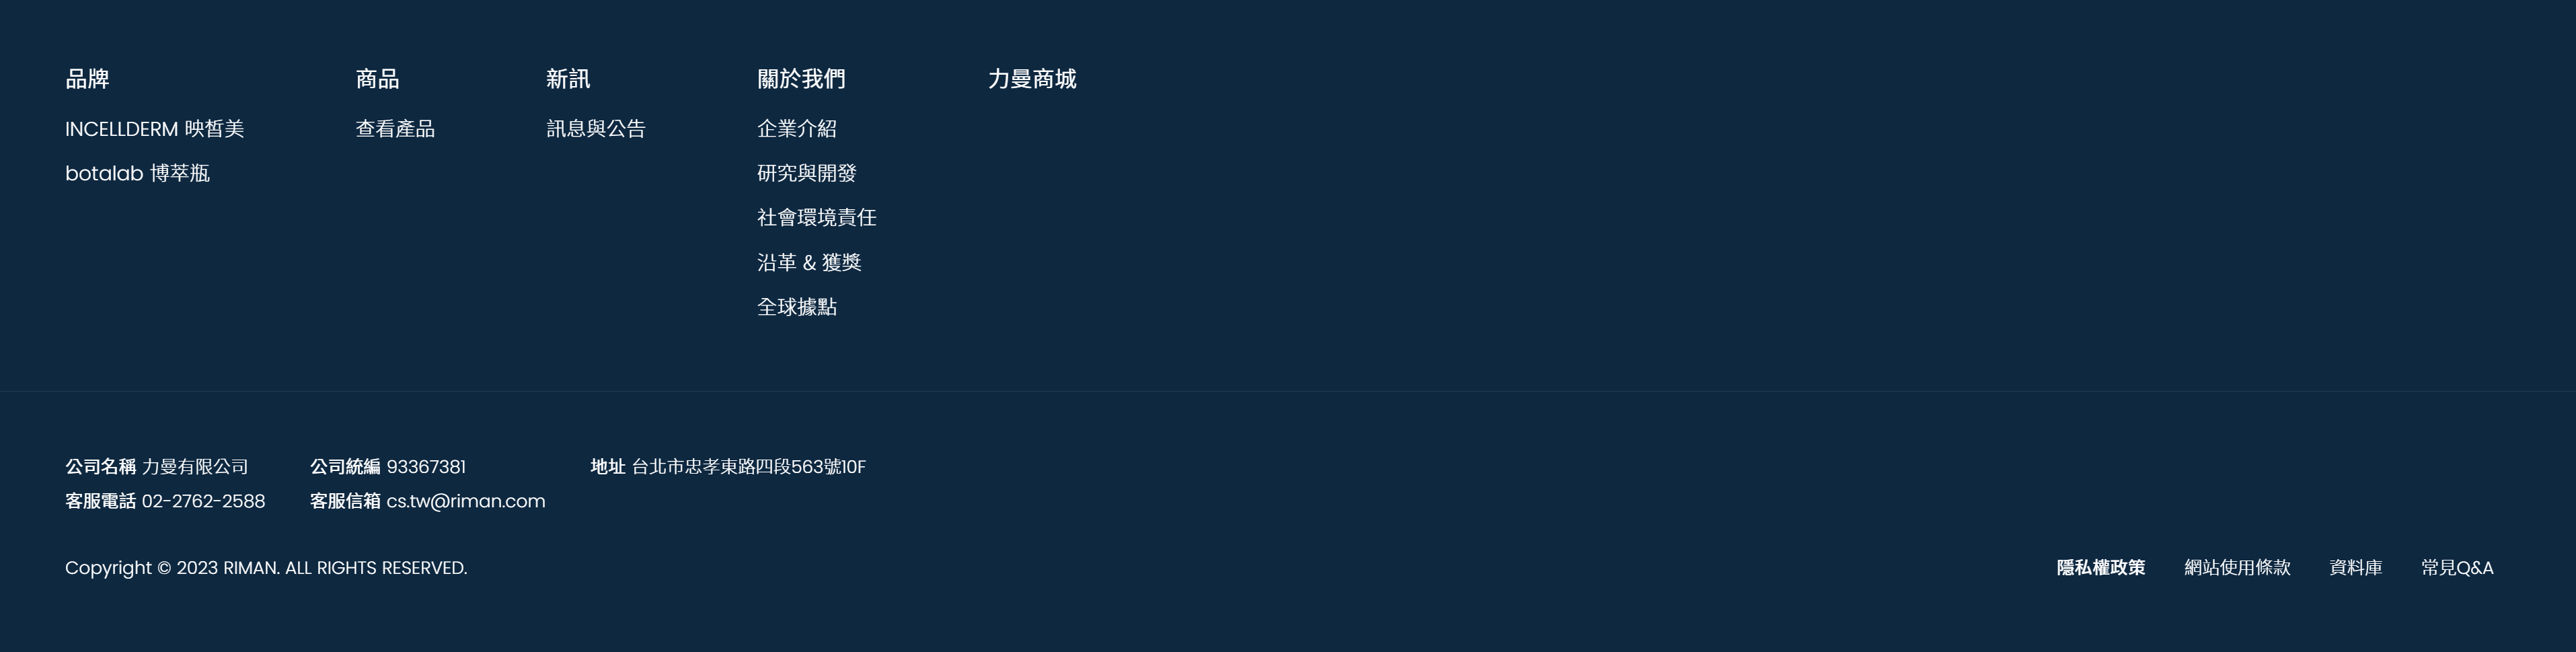 品牌
INCELLDERM 映皙美
botalab 博萃瓶
商品
查看產品
新訊
訊息與公告
關於我們
企業介紹
研究與開發
社會環境責任
沿革 & 獲獎
全球據點
力曼商城
公司名稱 力曼有限公司 公司統編 93367381 地址 台北市忠孝東路四段563號10F
客服電話 02-2762-2588 客服信箱 cs.tw@riman.com
Copyright © 2023 RIMAN. ALL RIGHTS RESERVED.
隱私權政策 網站使用條款 資料庫 常見Q&A